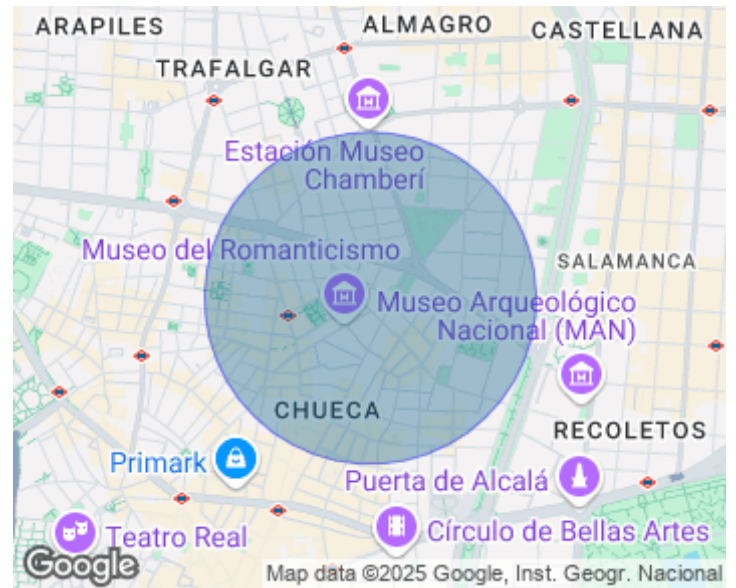 ARAPILES
ALMAGRO
CASTELLANA
TRAFALGAR
Estación Museo
Chamberí
Museo del Romanticismo
SALAMANCA
Museo Arqueológico
Nacional (MAN)
CHUECA
RECOLETOS
Primark
Puerta de Alcalá
Teatro Real
Círculo de Bellas Artes
Google
Map data ©2025 Google, Inst. Geogr. Nacional